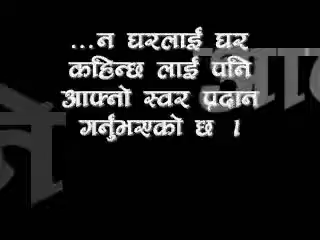 ...न घरलाई घर
कहिन्छ लाई पनि
आफ्नो स्वर प्रदान
गर्नुभएको छ ।